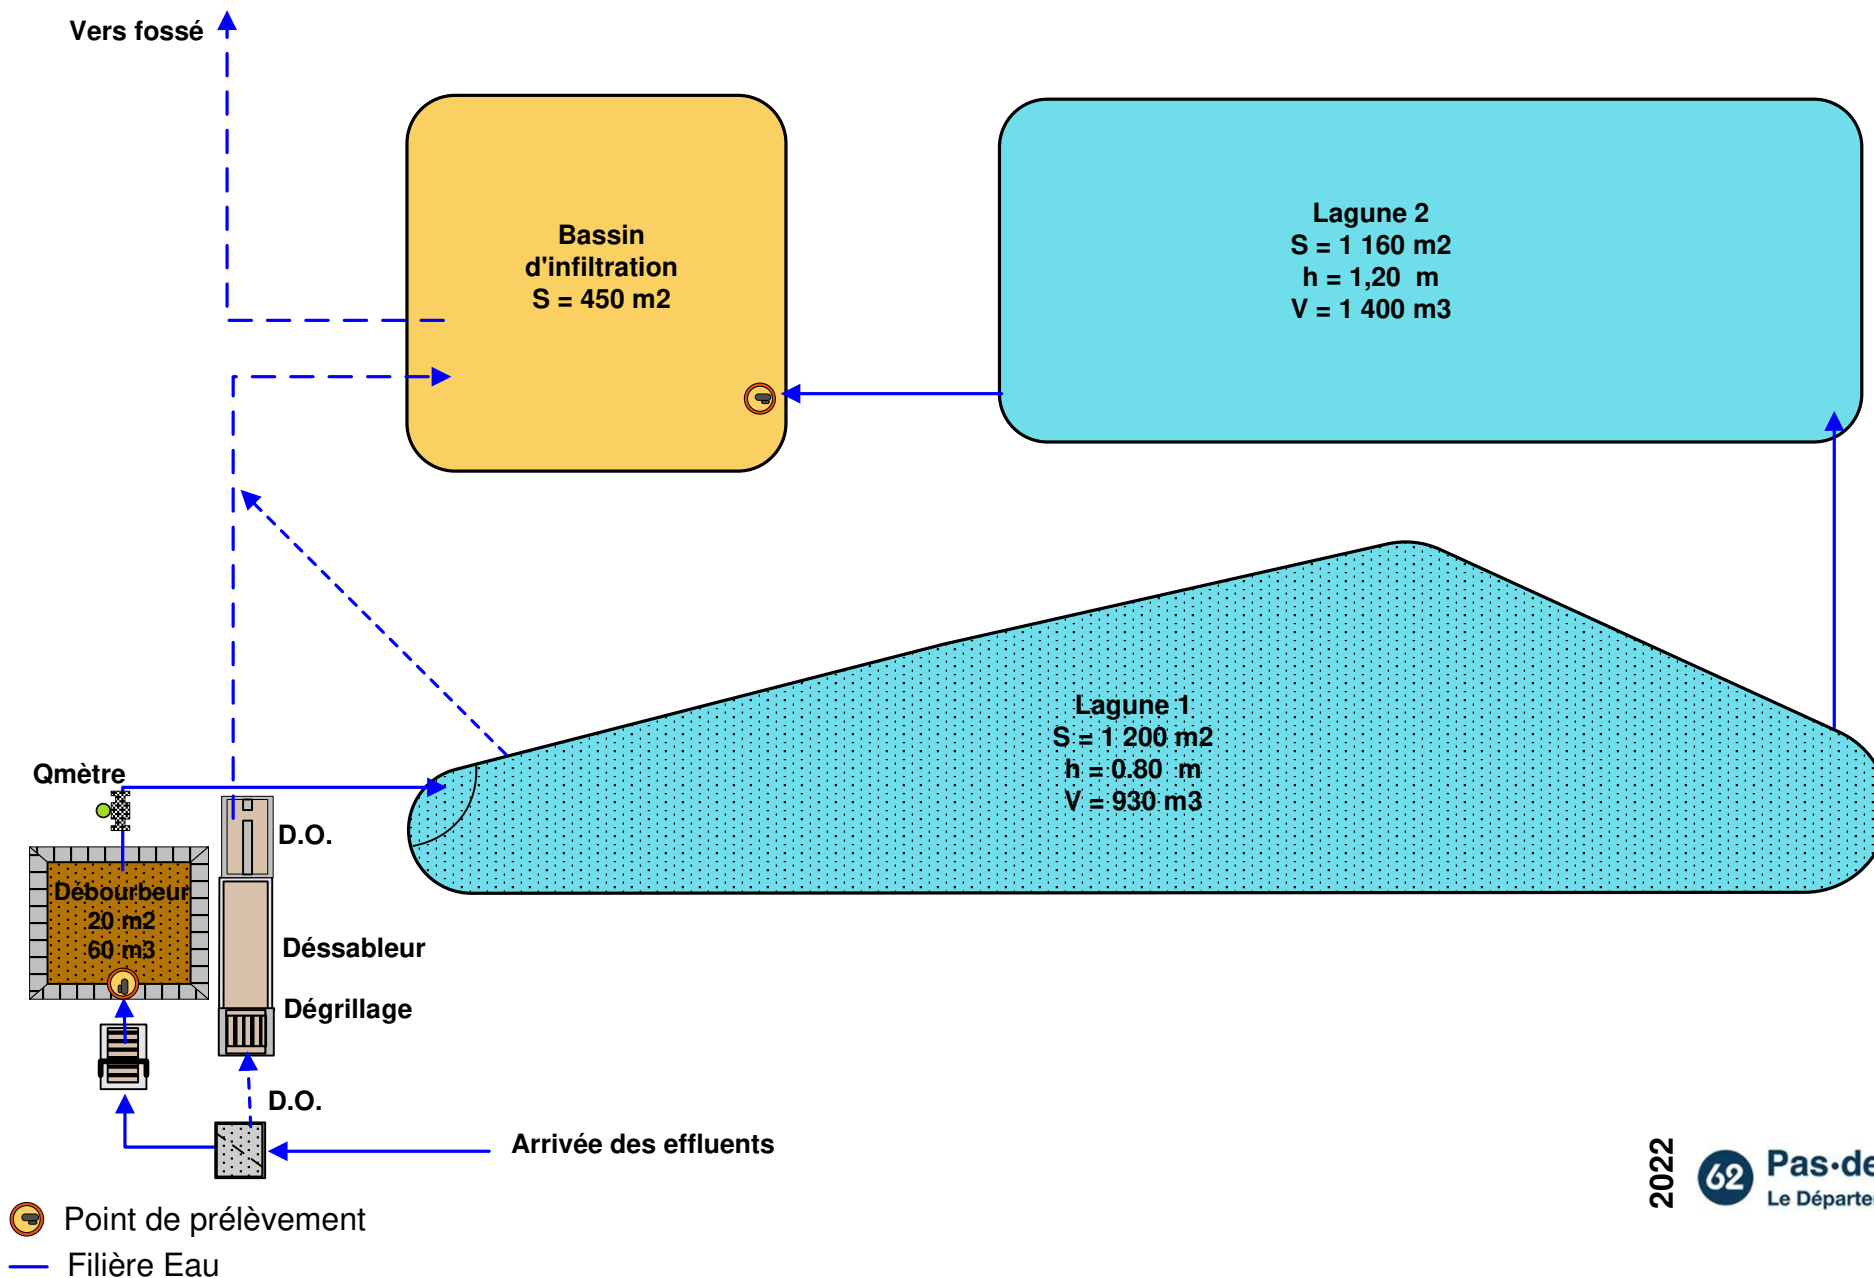 Vers fossé
Bassin
d'infiltration
S = 450 m2
Lagune 2
S = 1 160 m2
h = 1,20 m
V = 1 400 m3
Lagune 1
S = 1 200 m2
h = 0.80 m
V = 930 m3
Qmètre
D.O.
Débourbeur
20 m2
60 m3
Déssableur
Dégrillage
D.O.
Arrivée des effluents
2022
62
Pas•de
Le Départe
Point de prélèvement
Filière Eau